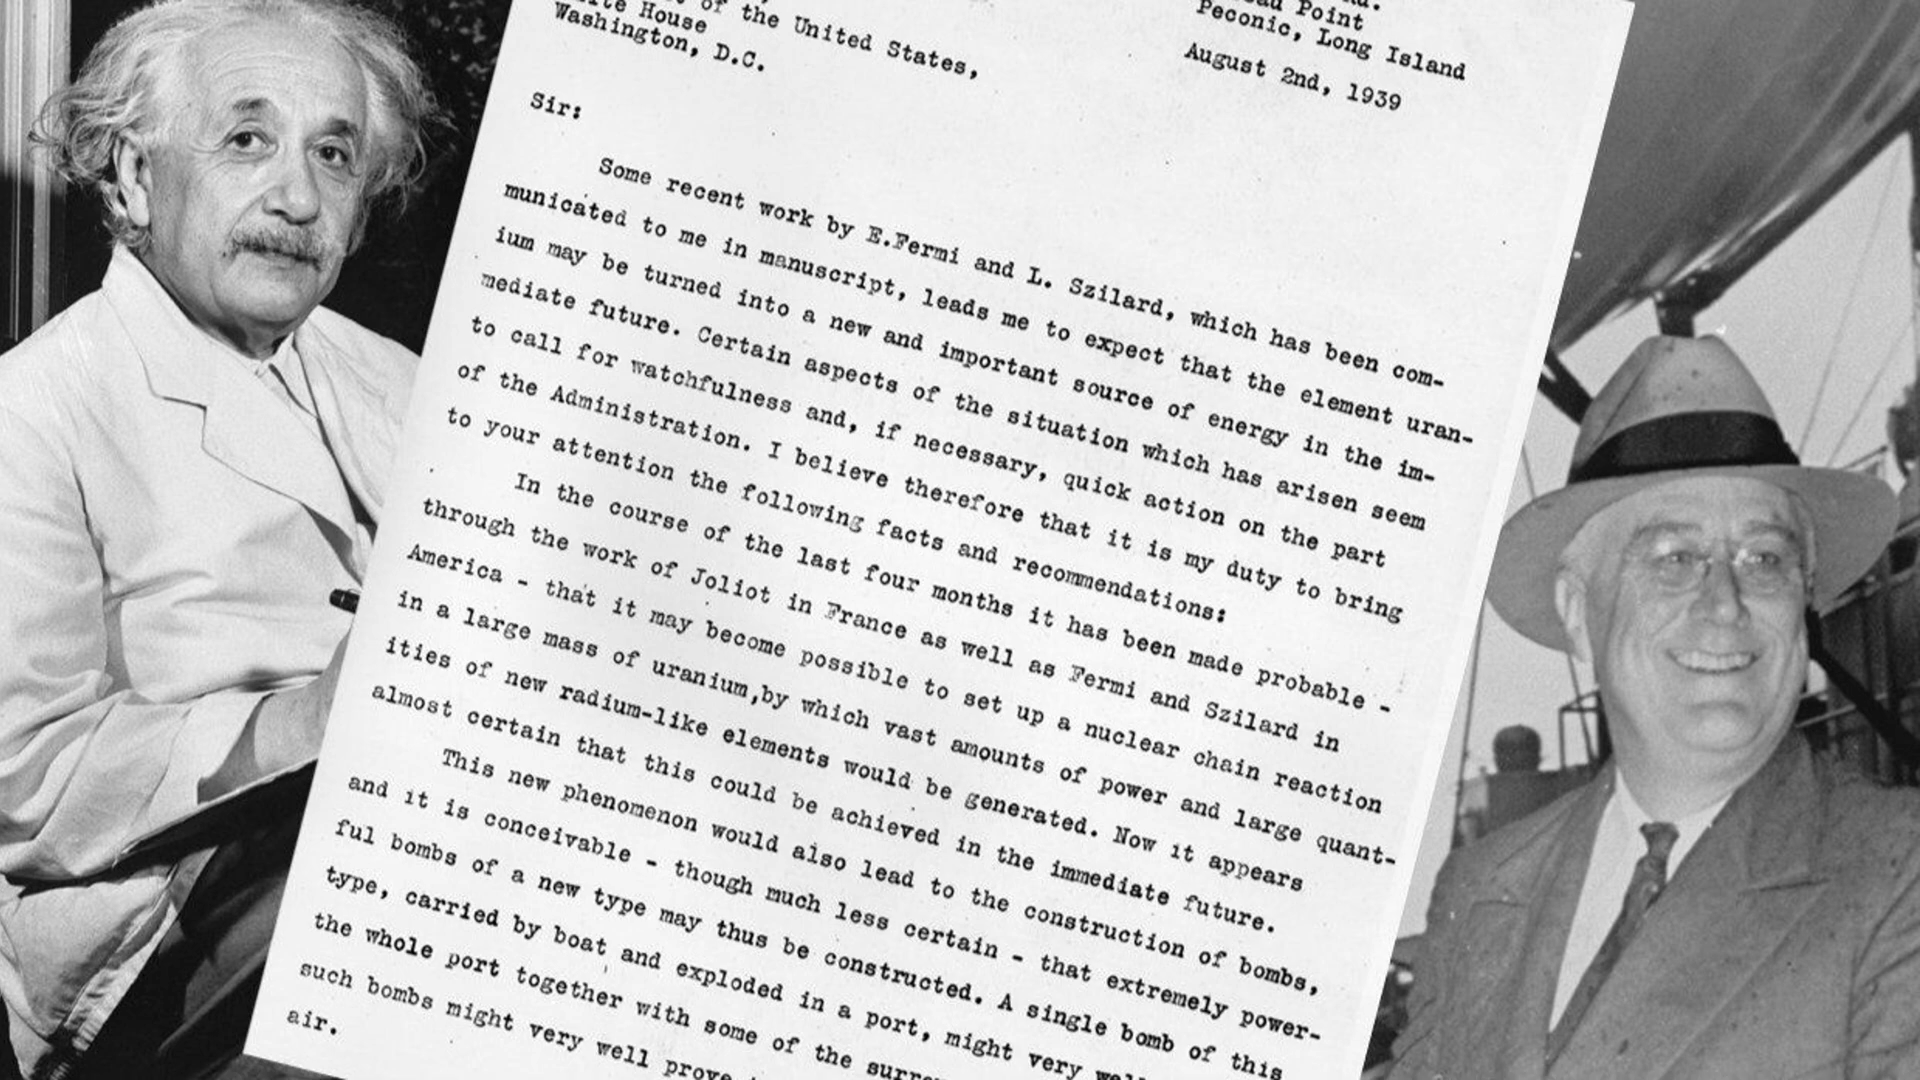 of the United States,
White House
Washington, D.C.
Rd.
Point
Peconic, Long Island
August 2nd, 1939
Sir:
Some recent work by E.Fermi and L. Szilard, which has been com-
municated to me in manuscript, leads me to expect that the element uran-
ium may be turned into a new and important source of energy in the im-
mediate future. Certain aspects of the situation which has arisen seem
to call for watchfulness and, if necessary, quick action on the part
of the Administration. I believe therefore that it is my duty to bring
to your attention the following facts and recommendations:
In the course of the last four months it has been made probable -
through the work of Joliot in France as well as Fermi and Szilard in
America - that it may become possible to set up a nuclear chain reaction
in a large mass of uranium,by which vast amounts of power and large quant-
ities of new radium-like elements would be generated. Now it appears
almost certain that this could be achieved in the immediate future.
This new phenomenon would also lead to the construction of bombs,
and it is conceivable - though much less certain - that extremely power-
ful bombs of a new type may thus be constructed. A single bomb of this
type, carried by boat and exploded in a port, might very well
the whole port together with some of the
such bombs might very well prove
air.